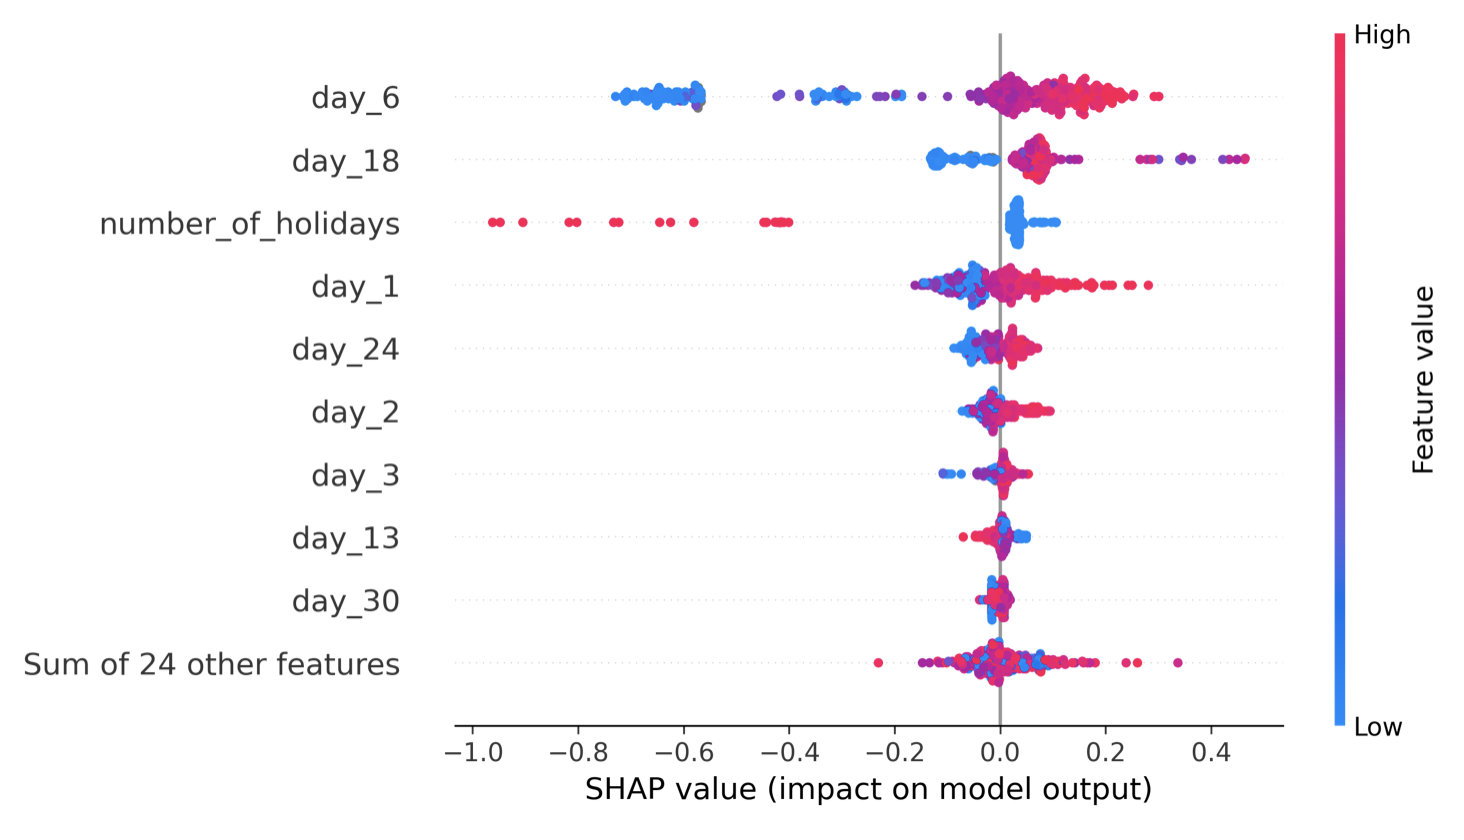 High
day_6
day_18
number_of_holidays
day_1
day_24
day_2
day_3
day_13
day_30
Sum of 24 other features
Feature value
Low
−1.0 −0.8 −0.6 −0.4 −0.2 0.0 0.2 0.4
SHAP value (impact on model output)